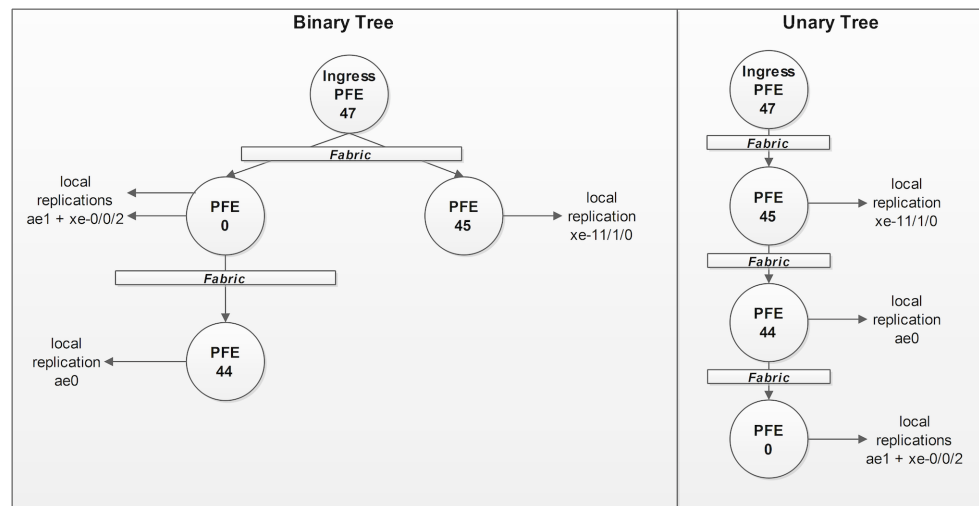 Binary Tree
Ingress
PFE
47
Fabric
local
replications
ae1 + xe-0/0/2
PFE
0
PFE
45
local
replication
xe-11/1/0
Fabric
local
replication
ae0
PFE
44
Unary Tree
Ingress
PFE
47
Fabric
PFE
45
local
replication
xe-11/1/0
Fabric
PFE
44
local
replication
ae0
Fabric
PFE
0
local
replications
ae1 + xe-0/0/2